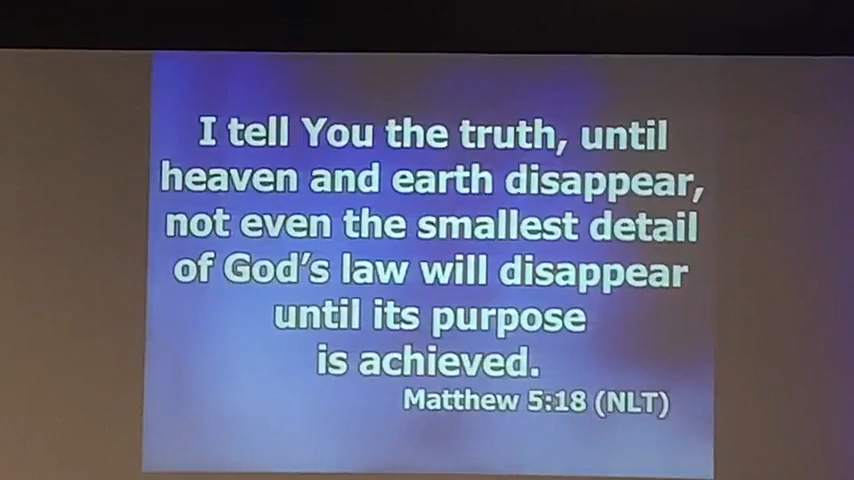 I tell You the truth, until
heaven and earth disappear,
not even the smallest detail
of God's law will disappear
until its purpose
is achieved.
Matthew 5:18 (NLT)